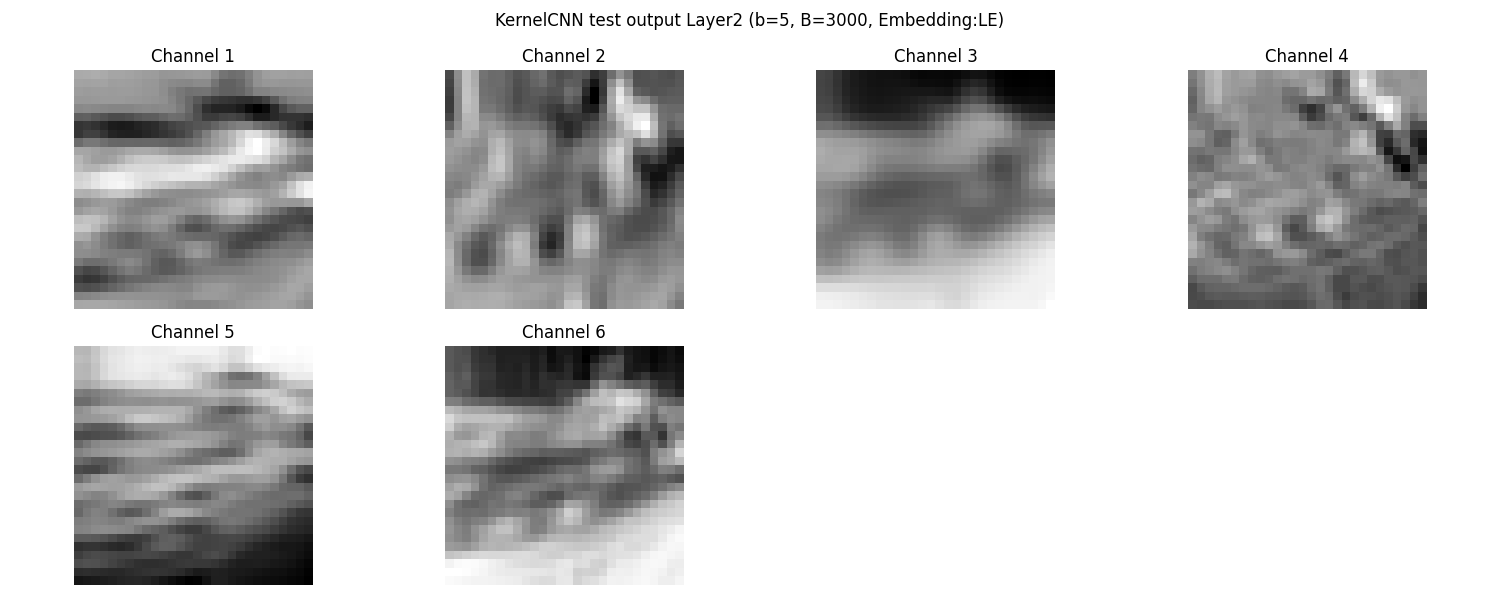 KernelCNN test output Layer2 (b=5, B=3000, Embedding:LE)
Channel 1
Channel 2
Channel 3
Channel 4
Channel 5
Channel 6